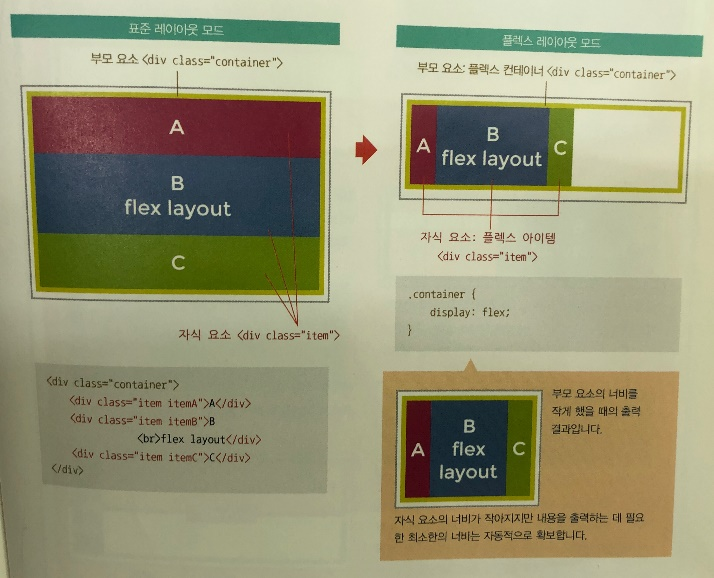 표준 레이아웃 모드
부모 요소 <div class="container">
A
B
flex layout
C
자식 요소 <div class="item">
<div class="container">
<div class="item itemA">A</div>
<div class="item itemB">B
<br>flex layout</div>
<div class="item itemC">C</div>
</div>
플렉스 레이아웃 모드
부모 요소: 플렉스 컨테이너 <div class="container">
A
B
flex layout
C
자식 요소: 플렉스 아이템
<div class="item">
.container {
display: flex;
}
A
B
flex
layout
C
부모 요소의 너비를
작게 했을 때의 출력
결과입니다.
자식 요소의 너비가 작아지지만 내용을 출력하는 데 필요
한 최소한의 너비는 자동적으로 확보합니다.